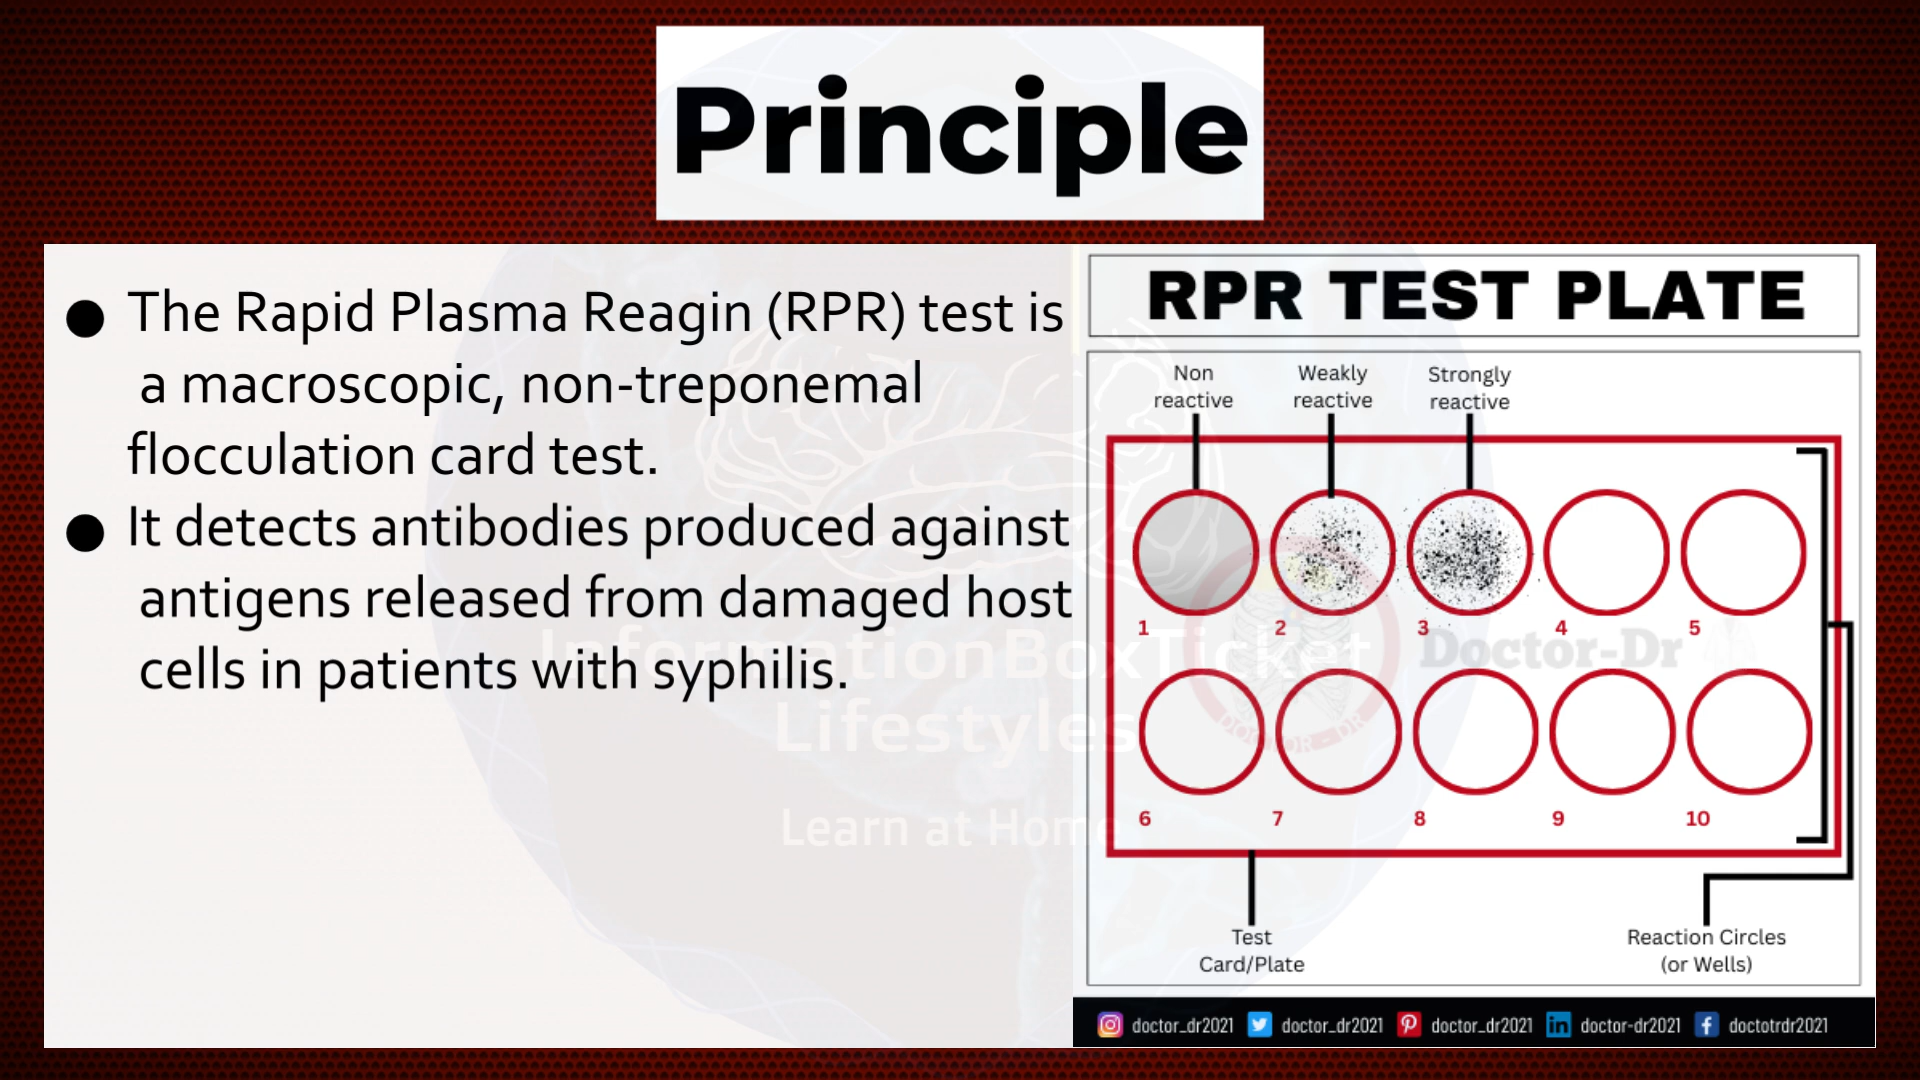 Principle
● The Rapid Plasma Reagin (RPR) test is
a macroscopic, non-treponemal
flocculation card test.
● It detects antibodies produced against
antigens released from damaged host
cells in patients with syphilis.
InformationBoxTicket
Lifestyles
Learn at Home
RPR TEST PLATE
Non
reactive
Weakly
reactive
Strongly
reactive
1 2 3 4 5
Doctor-Dr
DOCTOR - DR
6 7 8 9 10
Test
Card/Plate
Reaction Circles
(or Wells)
doctor_dr2021 doctor_dr2021 doctor_dr2021 doctor-dr2021 doctotrdr2021